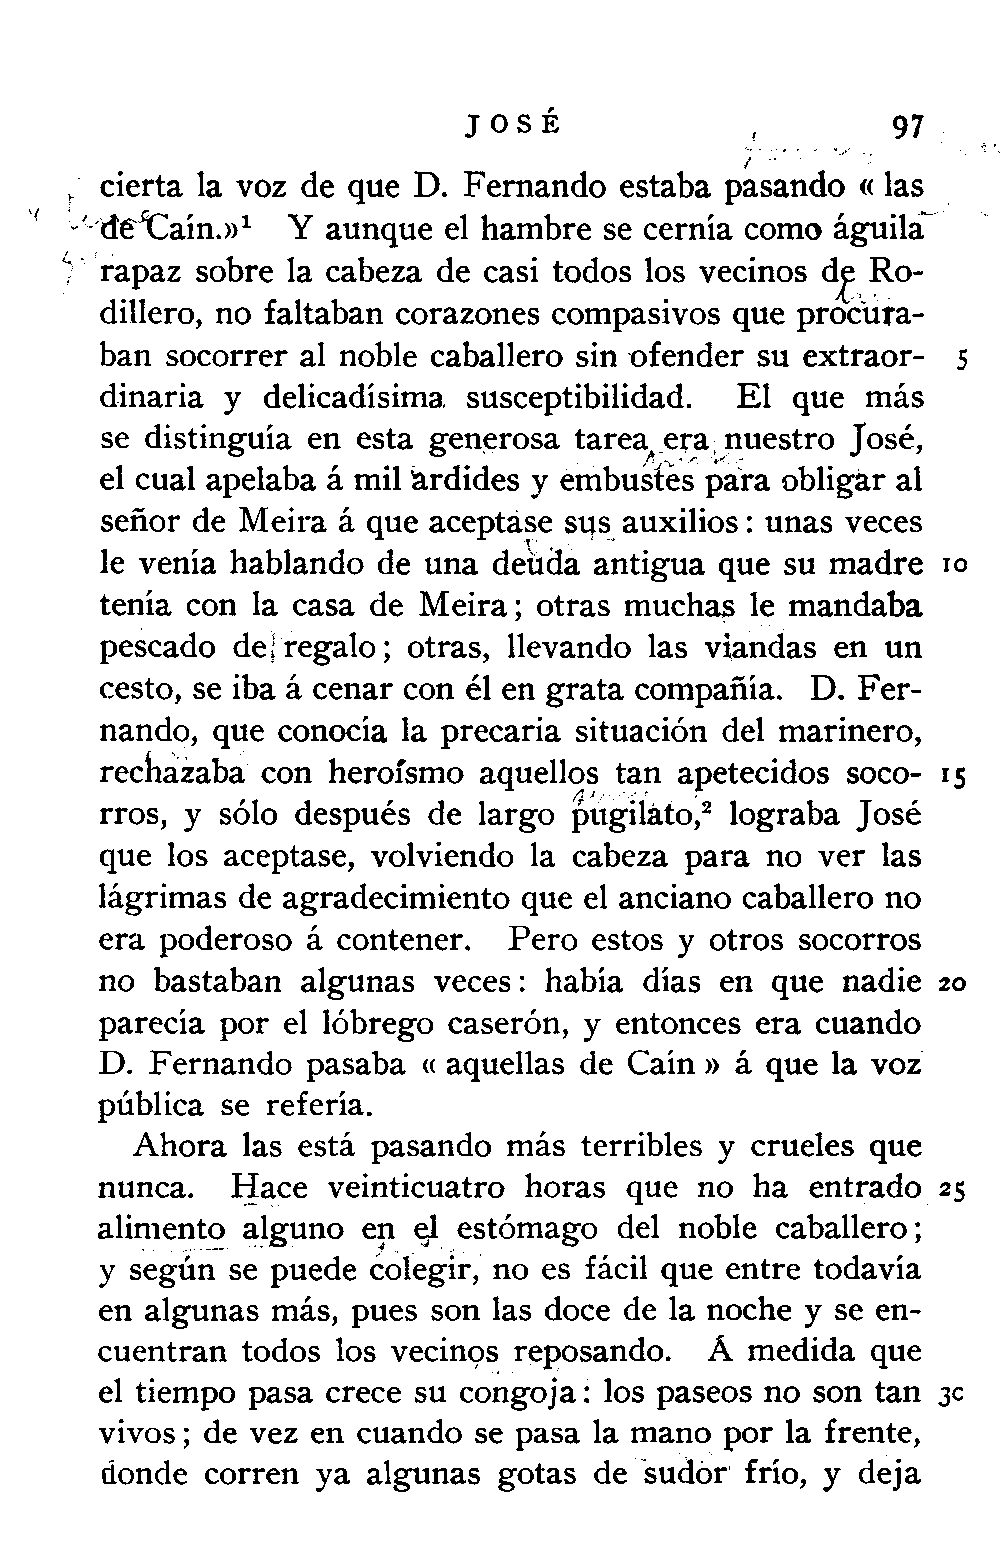 JOSÉ 97
cierta la voz de que D. Fernando estaba pasando « las
de Caín.»¹ Y aunque el hambre se cernía como águila
rapaz sobre la cabeza de casi todos los vecinos de Ro-
dillero, no faltaban corazones compasivos que procura-
ban socorrer al noble caballero sin ofender su extraor- 5
dinaria y delicadísima susceptibilidad. El que más
se distinguía en esta generosa tarea era nuestro José,
el cual apelaba á mil ardides y embustes para obligar al
señor de Meira á que aceptase sus auxilios: unas veces
le venía hablando de una deuda antigua que su madre 10
tenía con la casa de Meira; otras muchas le mandaba
pescado de regalo; otras, llevando las viandas en un
cesto, se iba á cenar con él en grata compañía. D. Fer-
nando, que conocía la precaria situación del marinero,
rechazaba con heroísmo aquellos tan apetecidos soco- 15
rros, y sólo después de largo pugilato,² lograba José
que los aceptase, volviendo la cabeza para no ver las
lágrimas de agradecimiento que el anciano caballero no
era poderoso á contener. Pero estos y otros socorros
no bastaban algunas veces: había días en que nadie 20
parecía por el lóbrego caserón, y entonces era cuando
D. Fernando pasaba « aquellas de Caín » á que la voz
pública se refería.
Ahora las está pasando más terribles y crueles que
nunca. Hace veinticuatro horas que no ha entrado 25
alimento alguno en el estómago del noble caballero;
y según se puede colegir, no es fácil que entre todavía
en algunas más, pues son las doce de la noche y se en-
cuentran todos los vecinos reposando. Á medida que
el tiempo pasa crece su congoja: los paseos no son tan 30
vivos; de vez en cuando se pasa la mano por la frente,
donde corren ya algunas gotas de sudor frío, y deja